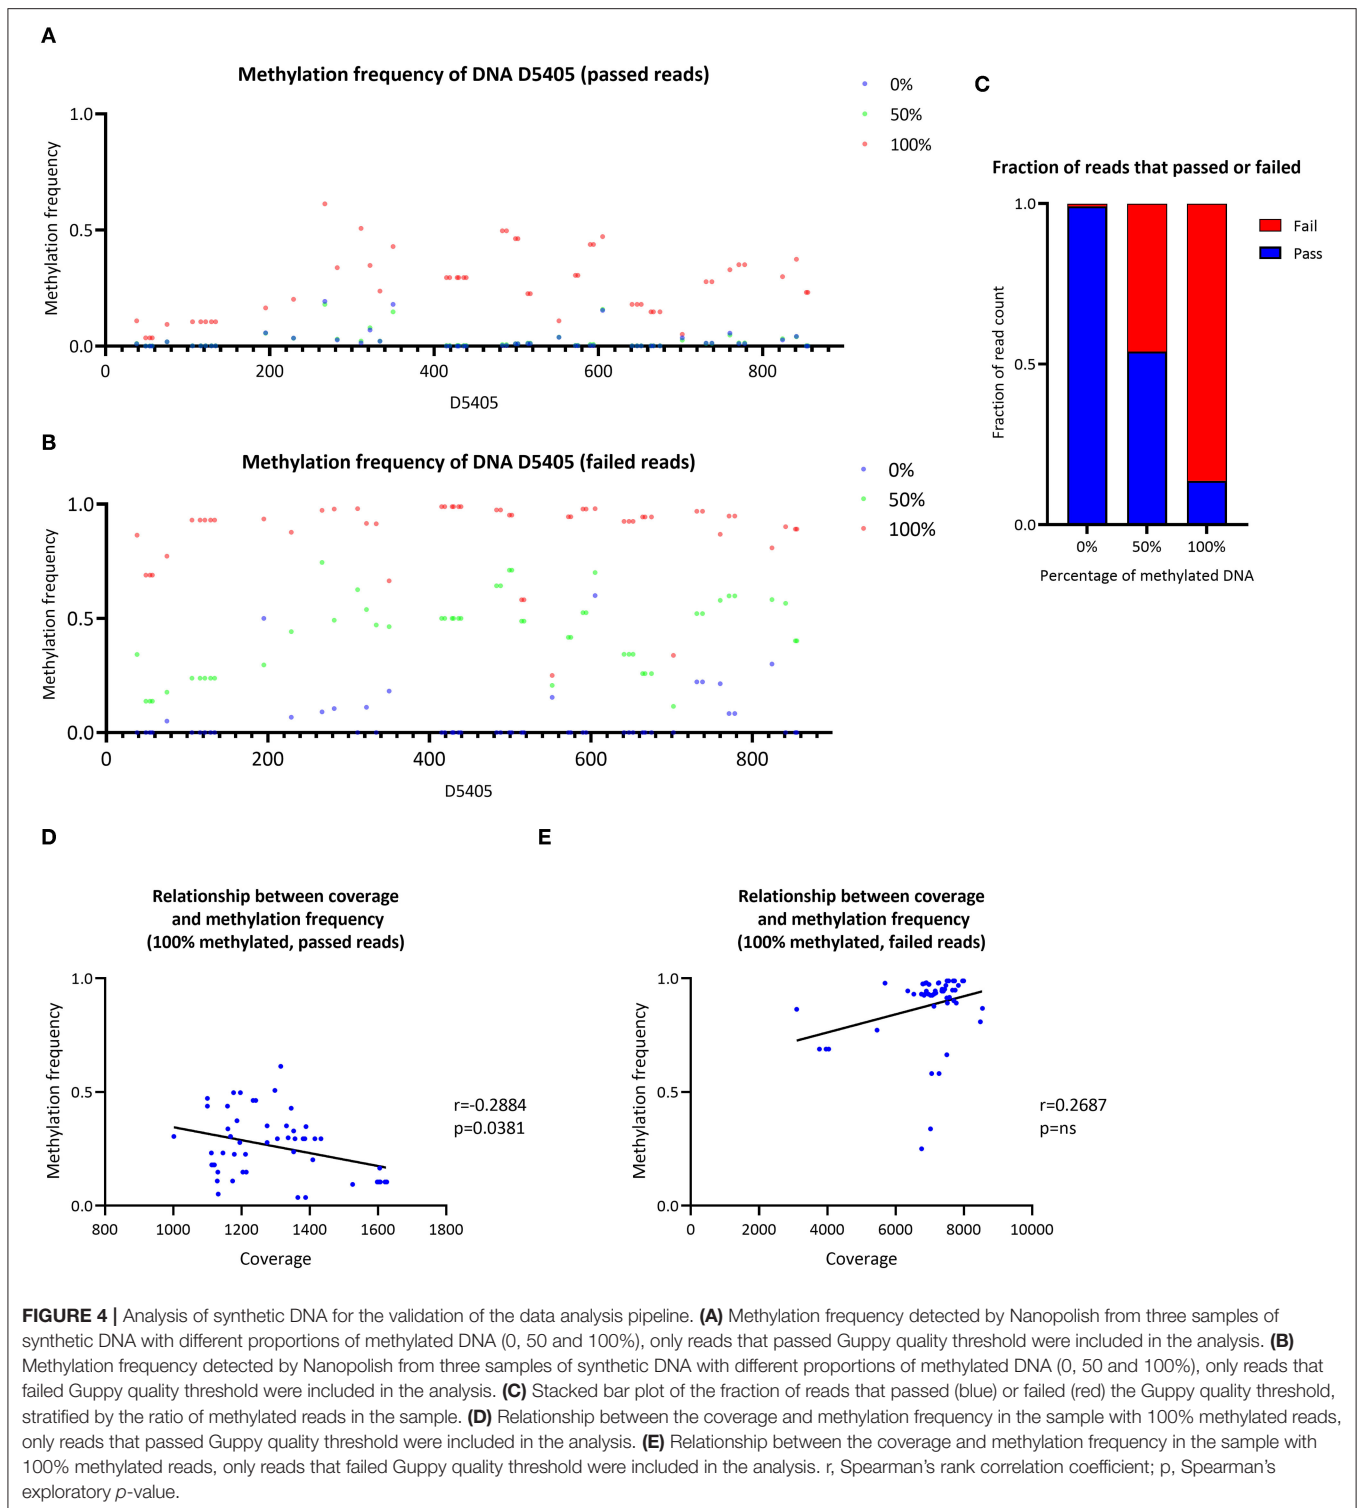 A
Methylation frequency of DNA D5405 (passed reads)
0%
50%
100%
Methylation frequency
1.0
0.5
0.0
0
200
400
600
800
D5405
B
Methylation frequency of DNA D5405 (failed reads)
0%
50%
100%
Methylation frequency
1.0
0.5
0.0
0
200
400
600
800
D5405
C
Fraction of reads that passed or failed
Fail
Pass
Fraction of read count
1.0
0.5
0.0
0%
50%
100%
Percentage of methylated DNA
D
Relationship between coverage
and methylation frequency
(100% methylated, passed reads)
Methylation frequency
1.0
0.5
0.0
r=-0.2884
p=0.0381
800
1000
1200
1400
1600
1800
Coverage
E
Relationship between coverage
and methylation frequency
(100% methylated, failed reads)
Methylation frequency
1.0
0.5
0.0
r=0.2687
p=ns
0
2000
4000
6000
8000
10000
Coverage
FIGURE 4 | Analysis of synthetic DNA for the validation of the data analysis pipeline. (A) Methylation frequency detected by Nanopolish from three samples of
synthetic DNA with different proportions of methylated DNA (0, 50 and 100%), only reads that passed Guppy quality threshold were included in the analysis. (B)
Methylation frequency detected by Nanopolish from three samples of synthetic DNA with different proportions of methylated DNA (0, 50 and 100%), only reads that
failed Guppy quality threshold were included in the analysis. (C) Stacked bar plot of the fraction of reads that passed (blue) or failed (red) the Guppy quality threshold,
stratified by the ratio of methylated reads in the sample. (D) Relationship between the coverage and methylation frequency in the sample with 100% methylated reads,
only reads that passed Guppy quality threshold were included in the analysis. (E) Relationship between the coverage and methylation frequency in the sample with
100% methylated reads, only reads that failed Guppy quality threshold were included in the analysis. r, Spearman's rank correlation coefficient; p, Spearman's
exploratory p-value.